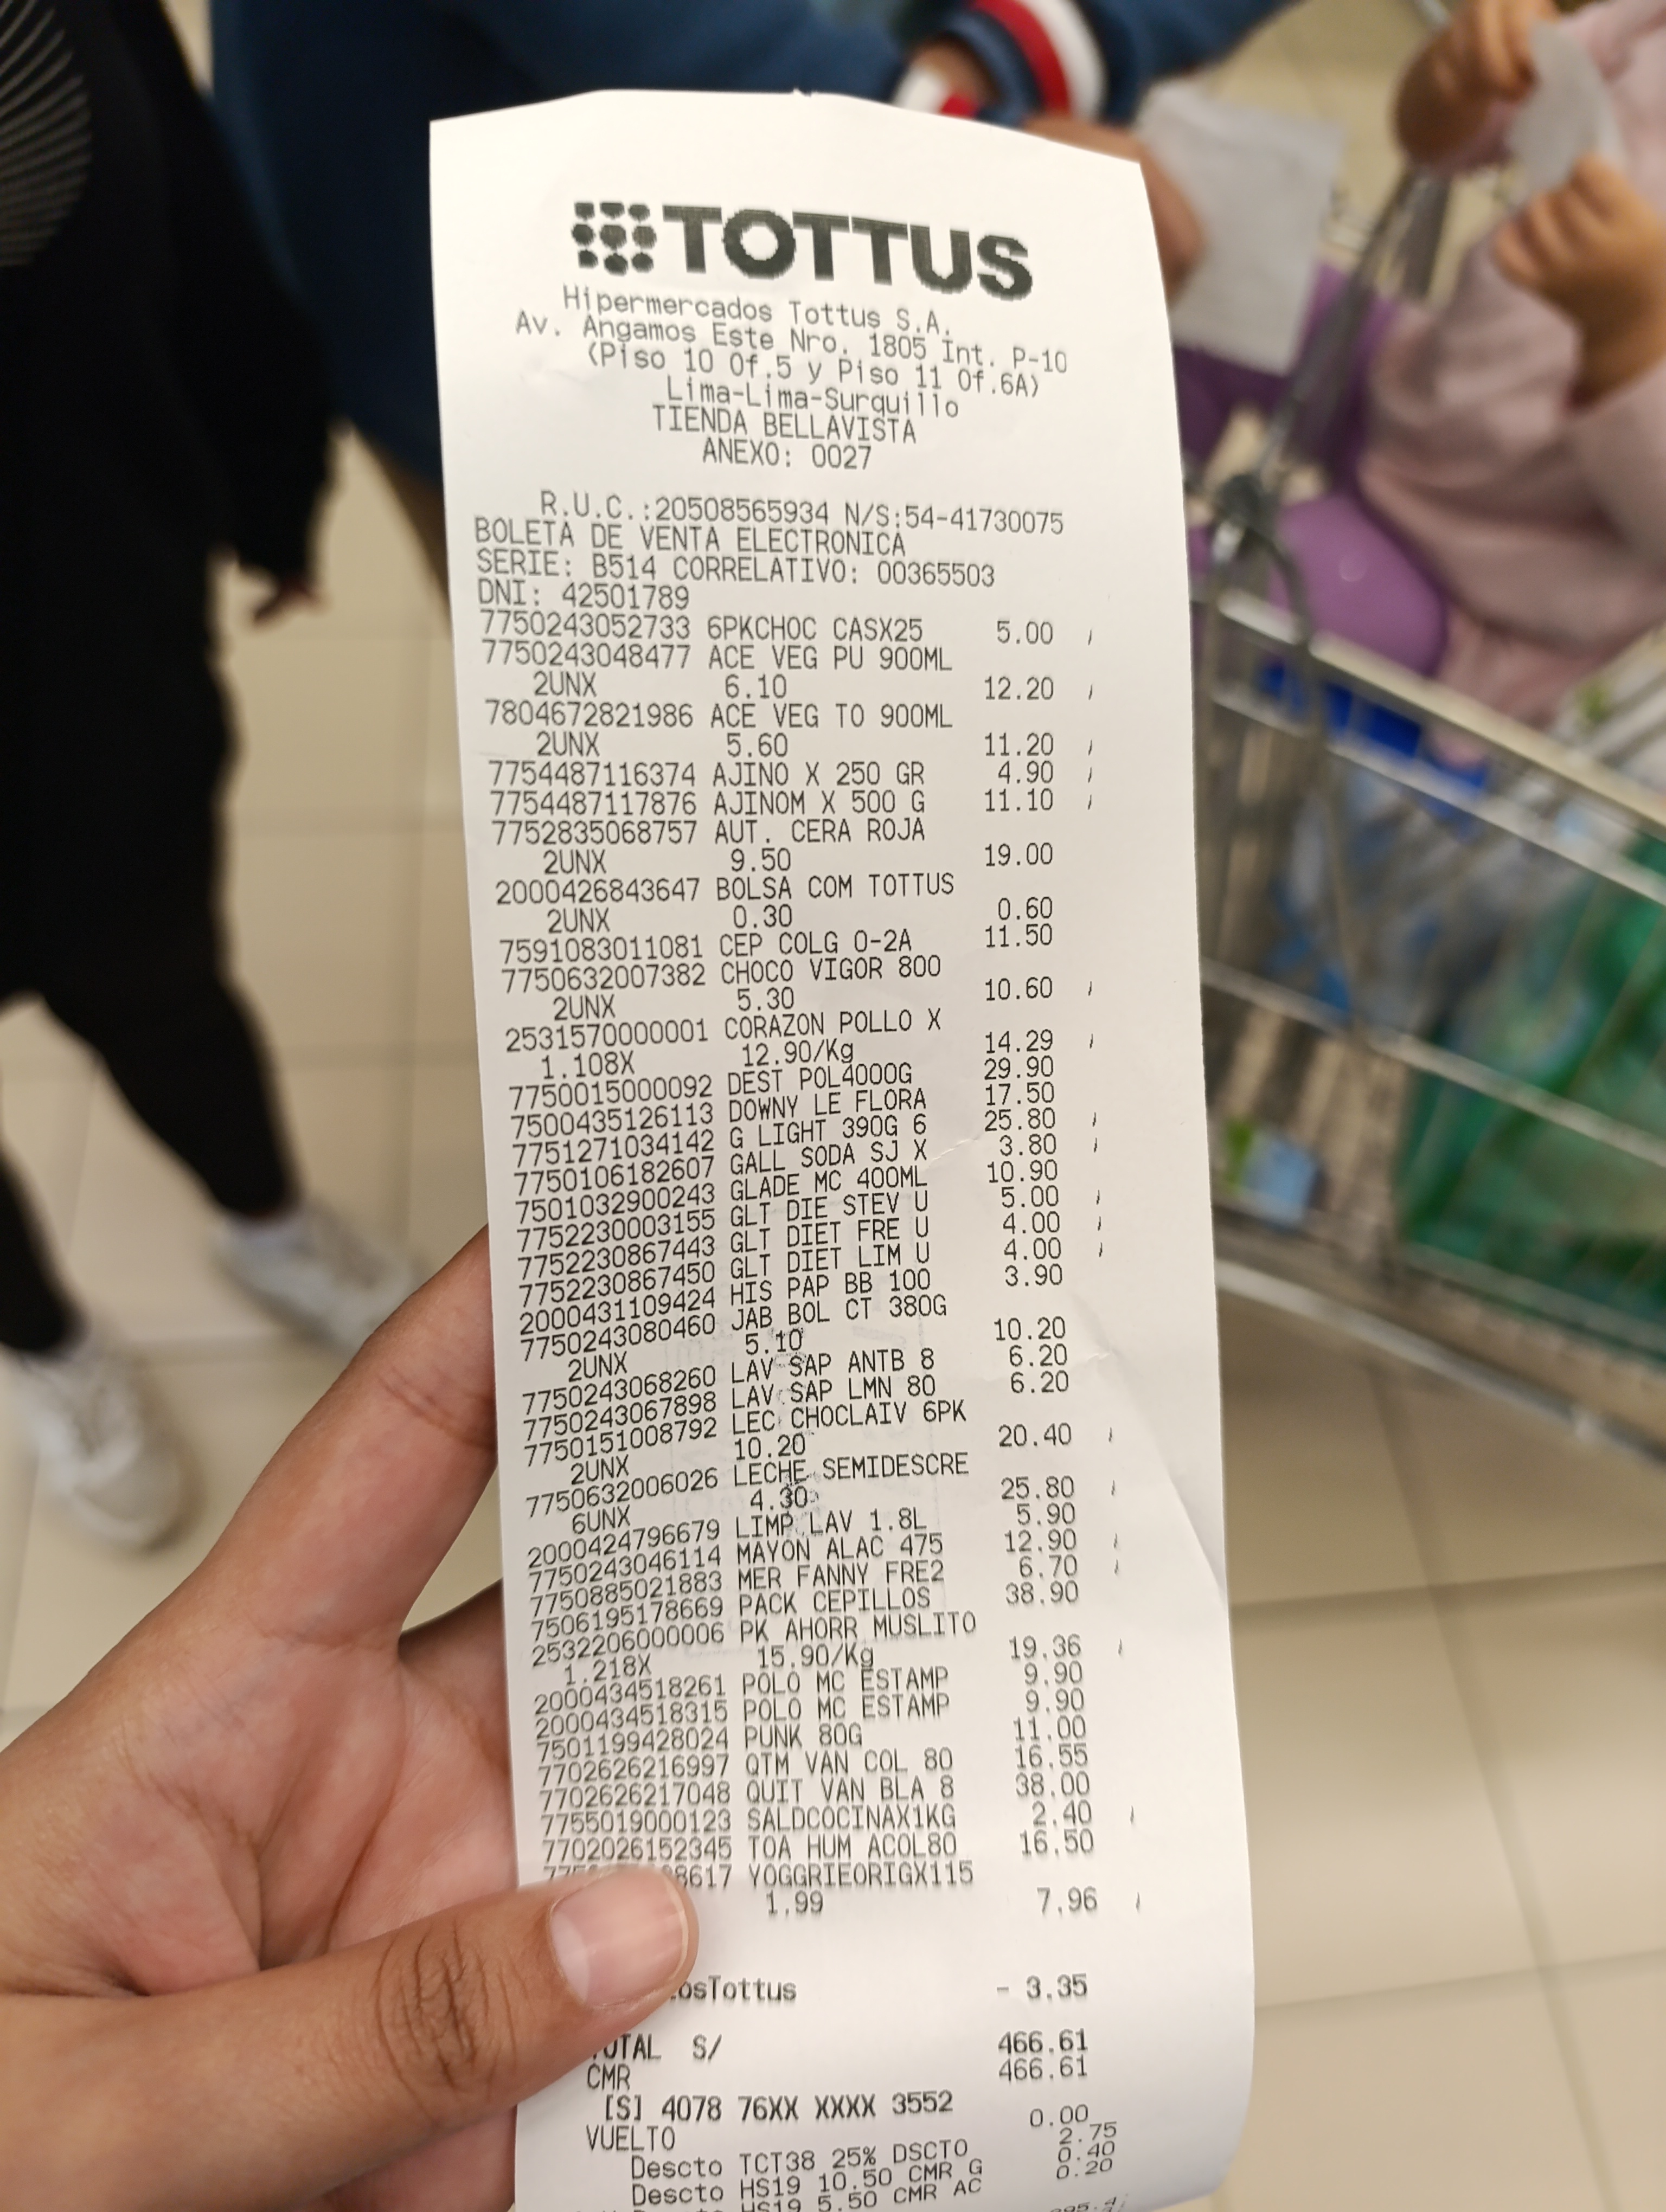 TOTTUS
Hipermercados Tottus S.A.
Av. Angamos Este Nro. 1805 Int. P-10
(Piso 10 Of.5 y Piso 11 Of.6A)
Lima-Lima-Surquillo
TIENDA BELLAVISTA
ANEXO: 0027
R.U.C.:20508565934 N/S:54-41730075
BOLETA DE VENTA ELECTRONICA
SERIE: B514 CORRELATIVO: 00365503
DNI: 42501789
7750243052733 6PKCHOC CASX25 5.00
7750243048477 ACE VEG PU 900ML
2UNX 6.10 12.20
7804672821986 ACE VEG TO 900ML
2UNX 5.60 11.20
7754487116374 AJINO X 250 GR 4.90
7754487117876 AJINOM X 500 G 11.10
7752835068757 AUT. CERA ROJA
2UNX 9.50 19.00
2000426843647 BOLSA COM TOTTUS
2UNX 0.30 0.60
7591083011081 CEP COLG 0-2A 11.50
7750632007382 CHOCO VIGOR 800
2UNX 5.30 10.60
2531570000001 CORAZON POLLO X
1.108X 12.90/Kg 14.29
7750015000092 DEST POL4000G 29.90
7500435126113 DOWNY LE FLORA 17.50
7751271034142 G LIGHT 390G 6 25.80
7750106182607 GALL SODA SJ X 3.80
7501032900243 GLADE MC 400ML 10.90
7752230003155 GLT DIE STEV U 5.00
7752230867443 GLT DIET FRE U 4.00
7752230867450 GLT DIET LIM U 4.00
2000431109424 HIS PAP BB 100 3.90
7750243080460 JAB BOL CT 380G
2UNX 5.10 10.20
7750243068260 LAV SAP ANTB 8 6.20
7750243067898 LAV SAP LMN 80 6.20
7750151008792 LEC CHOCLAIV 6PK
2UNX 10.20 20.40
7750632006026 LECHE SEMIDESCRE
6UNX 4.30 25.80
2000424796679 LIMP LAV 1.8L 5.90
7750243046114 MAYON ALAC 475 12.90
7750885021883 MER FANNY FRE2 6.70
7506195178669 PACK CEPILLOS 38.90
2532206000006 PK AHORR MUSLITO
1.218X 15.90/Kg 19.36
2000434518261 POLO MC ESTAMP 9.90
2000434518315 POLO MC ESTAMP 9.90
7501199428024 PUNK 80G 11.00
7702626216997 QTM VAN COL 80 16.55
7702626217048 QUIT VAN BLA 8 38.00
7755019000123 SALDCOCINAX1KG 2.40
7702026152345 TOA HUM ACOL80 16.50
8617 YOGGRIEORIGX115
1.99 7.96
osTottus - 3.35
TOTAL S/ 466.61
CMR 466.61
[S] 4078 76XX XXXX 3552
VUELTO 0.00
Descto TCT38 25% DSCTO 2.75
Descto HS19 10.50 CMR G 0.40
HS19 5.50 CMR AC 0.20